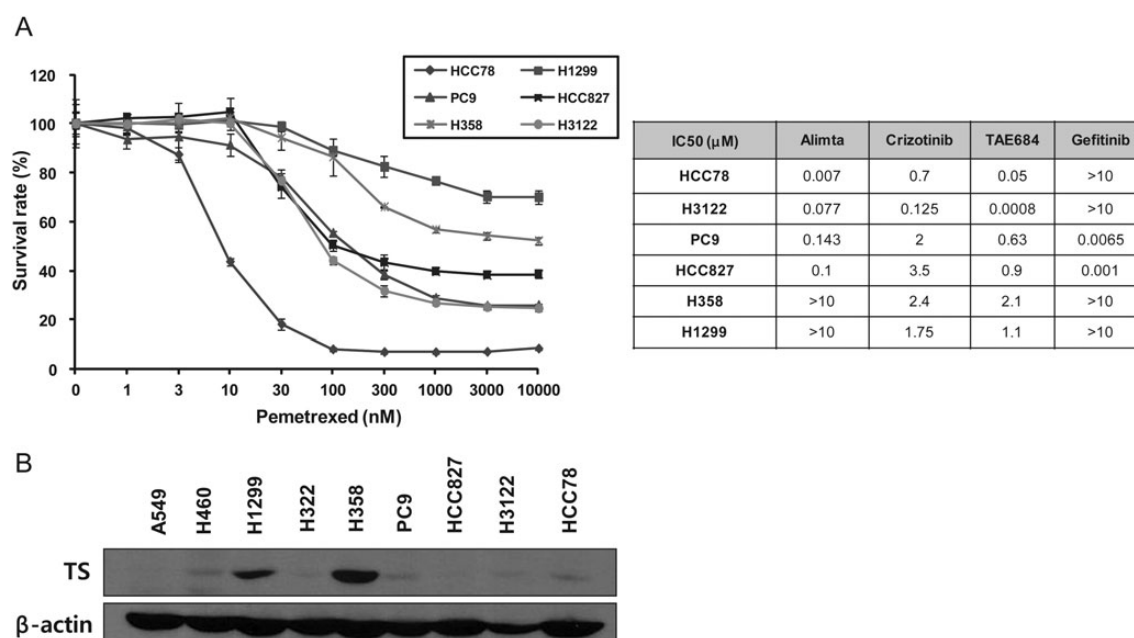 A
HCC78 H1299
PC9 HCC827
H358 H3122
120
100
80
60
40
20
0
Survival rate (%)
0 1 3 10 30 100 300 1000 3000 10000
Pemetrexed (nM)
IC50 (μM) Alimta Crizotinib TAE684 Gefitinib
HCC78 0.007 0.7 0.05 >10
H3122 0.077 0.125 0.0008 >10
PC9 0.143 2 0.63 0.0065
HCC827 0.1 3.5 0.9 0.001
H358 >10 2.4 2.1 >10
H1299 >10 1.75 1.1 >10
B
A549 H460 H1299 H322 H358 PC9 HCC827 H3122 HCC78
TS
β-actin